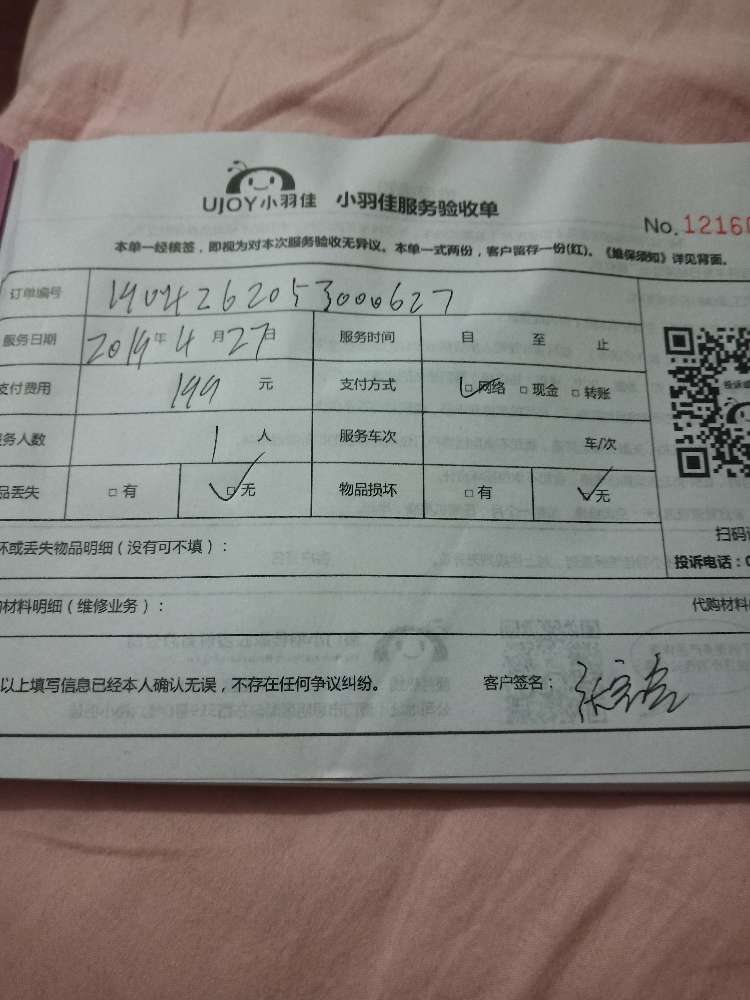 UJOY小羽佳 小羽佳服务验收单
No. 12160
本单一经核签，即视为对本次服务验收无异议。本单一式两份，客户留存一份(红)。《维保须知》详见背面。
订单编号 1904262053000627
服务日期 2019年4月27日 服务时间 自 至 止
支付费用 199 元 支付方式 □网络 □现金 □转账
务人数 1 人 服务车次 车/次
品丢失 □有 □无 物品损坏 □有 □无
坏或丢失物品明细（没有可不填）：
扫码
投诉电话：0
材料明细（维修业务）： 代购材料
以上填写信息已经本人确认无误，不存在任何争议纠纷。 客户签名：